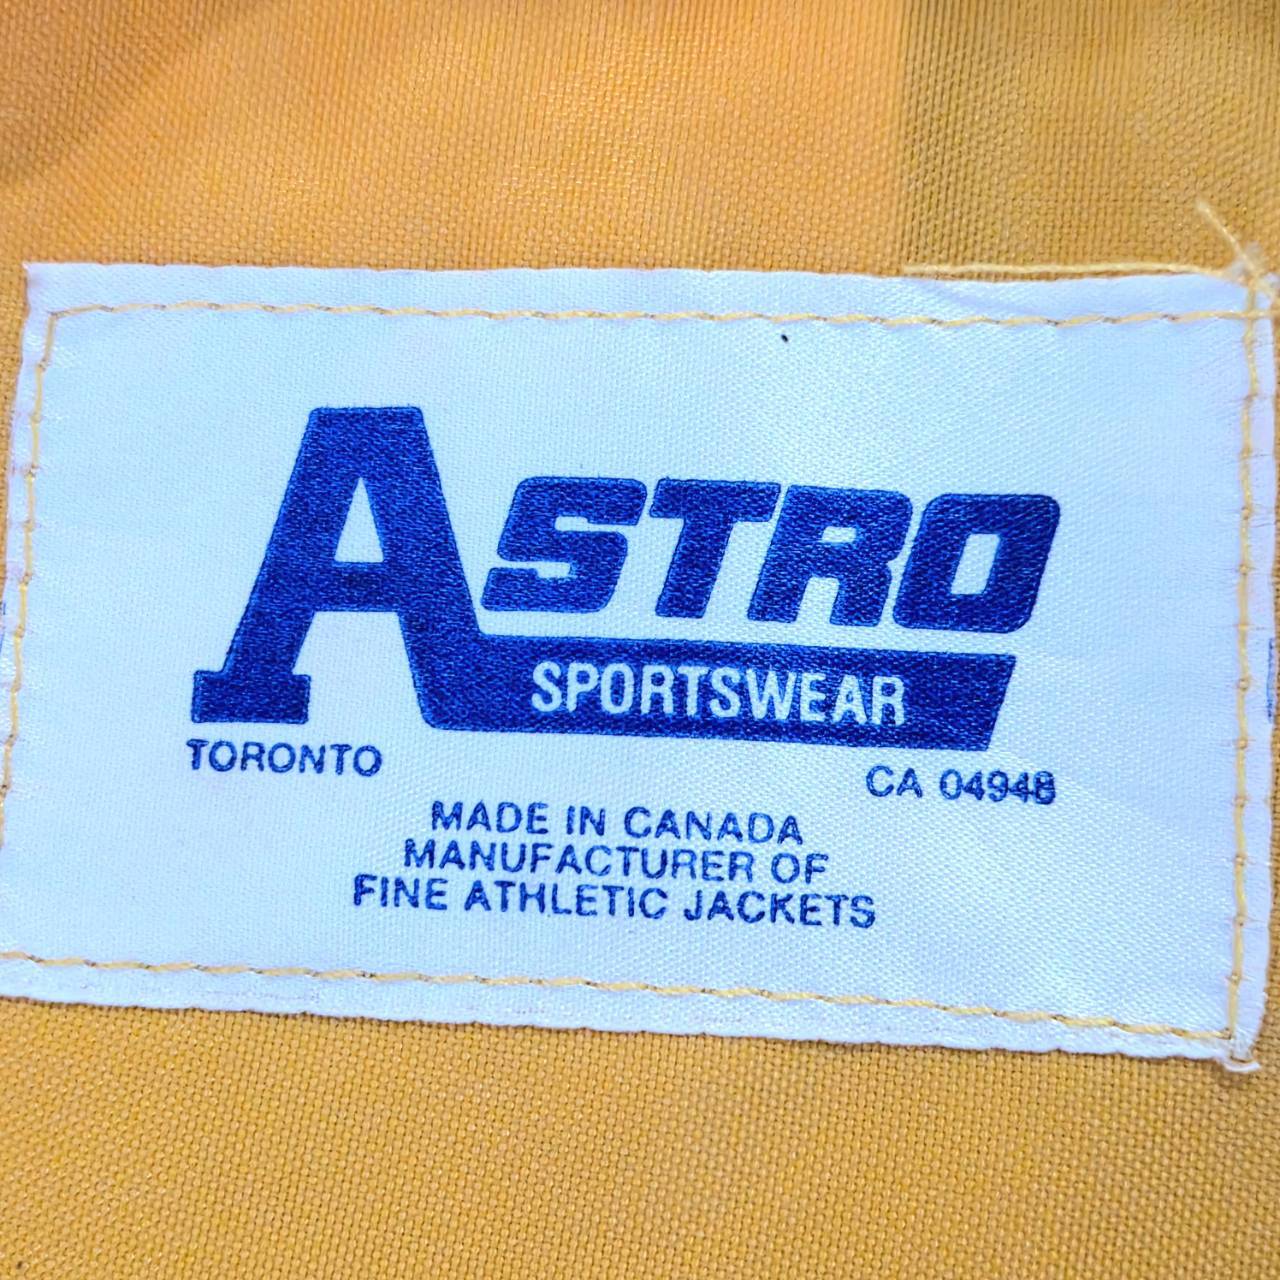 ASTRO
SPORTSWEAR
TORONTO
CA 04948
MADE IN CANADA
MANUFACTURER OF
FINE ATHLETIC JACKETS